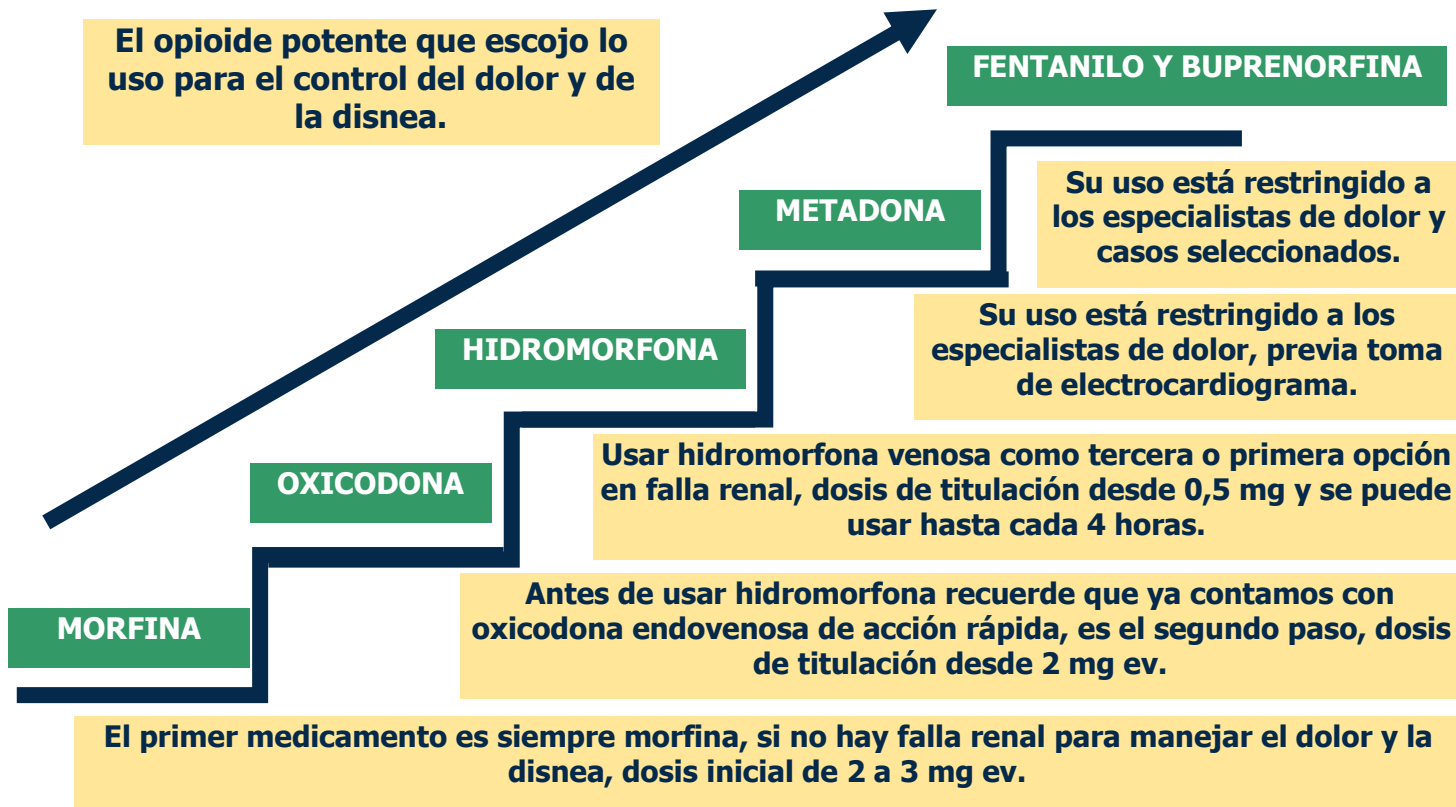 El opioide potente que escojo lo
uso para el control del dolor y de
la disnea.
FENTANILO Y BUPRENORFINA
Su uso está restringido a
los especialistas de dolor y
casos seleccionados.
METADONA
Su uso está restringido a los
especialistas de dolor, previa toma
de electrocardiograma.
HIDROMORFONA
Usar hidromorfona venosa como tercera o primera opción
en falla renal, dosis de titulación desde 0,5 mg y se puede
usar hasta cada 4 horas.
OXICODONA
Antes de usar hidromorfona recuerde que ya contamos con
oxicodona endovenosa de acción rápida, es el segundo paso, dosis
de titulación desde 2 mg ev.
MORFINA
El primer medicamento es siempre morfina, si no hay falla renal para manejar el dolor y la
disnea, dosis inicial de 2 a 3 mg ev.